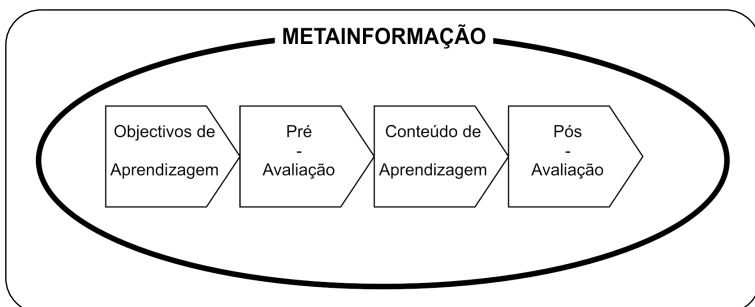 METAINFORMAÇÃO
Objectivos de
Aprendizagem
Pré
-
Avaliação
Conteúdo de
Aprendizagem
Pós
-
Avaliação